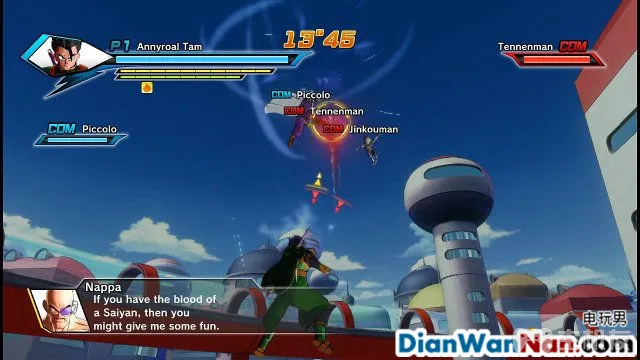 P1 Annyroal Tam
13"45
Tennenman COM
COM Piccolo
COM Tennenman
COM Jinkouman
COM Piccolo
Nappa
If you have the blood of
a Saiyan, then you
might give me some fun.
电玩男
DianWanNan.com